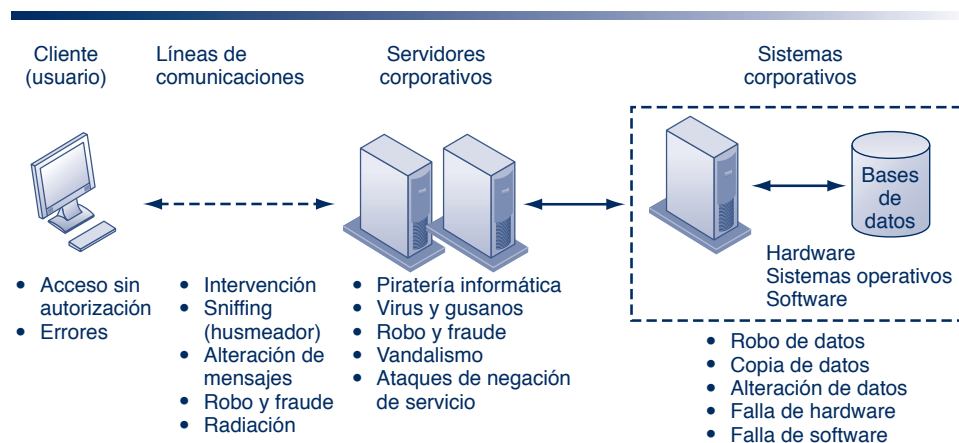 Cliente
(usuario)
Líneas de
comunicaciones
Servidores
corporativos
Sistemas
corporativos
Bases
de
datos
Hardware
Sistemas operativos
Software
• Acceso sin
autorización
• Errores
• Intervención
• Sniffing
(husmeador)
• Alteración de
mensajes
• Robo y fraude
• Radiación
• Piratería informática
• Virus y gusanos
• Robo y fraude
• Vandalismo
• Ataques de negación
de servicio
• Robo de datos
• Copia de datos
• Alteración de datos
• Falla de hardware
• Falla de software